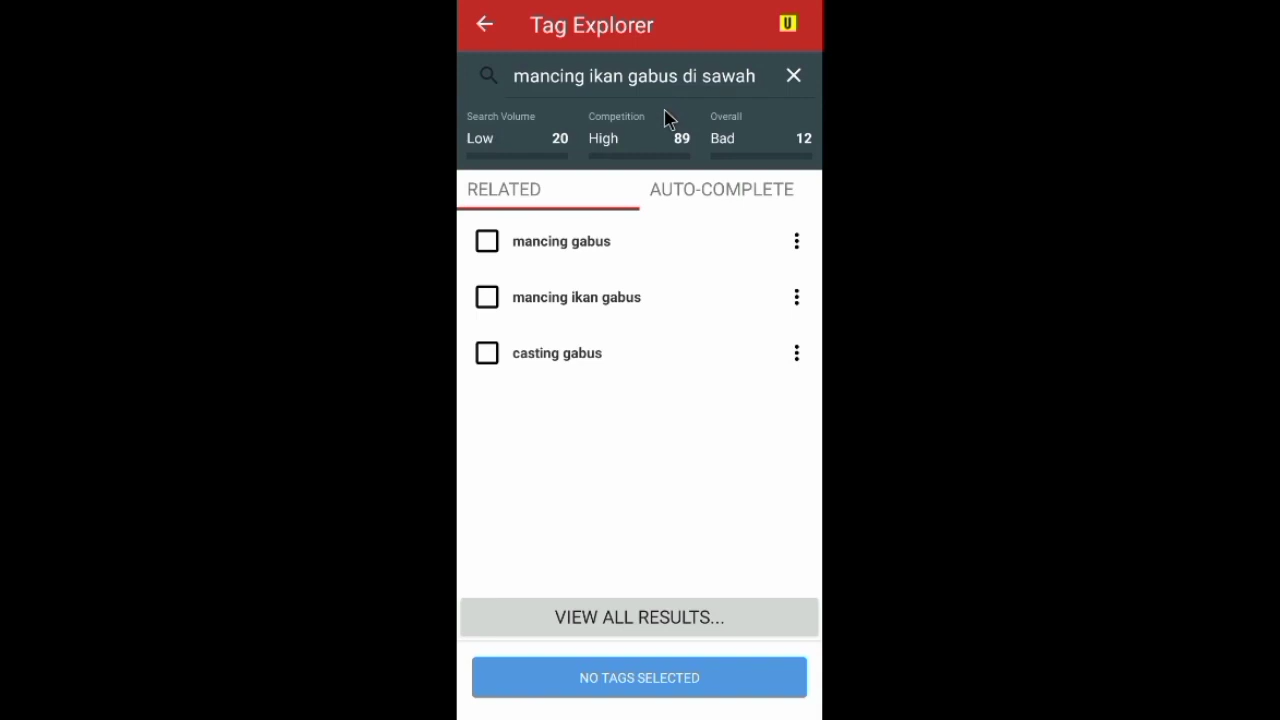 Tag Explorer
U
mancing ikan gabus di sawah
Search Volume Competition Overall
Low 20 High 89 Bad 12
RELATED AUTO-COMPLETE
mancing gabus
mancing ikan gabus
casting gabus
VIEW ALL RESULTS...
NO TAGS SELECTED